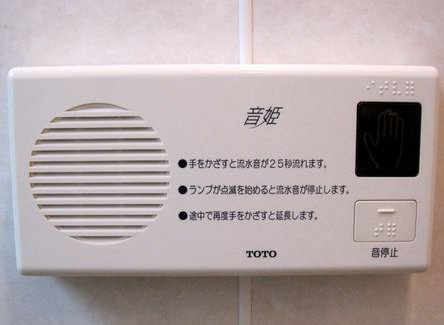 音姫
●手をかざすと流水音が25秒流れます。
●ランプが点滅を始めると流水音が停止します。
●途中で再度手をかざすと延長します。
TOTO
音停止